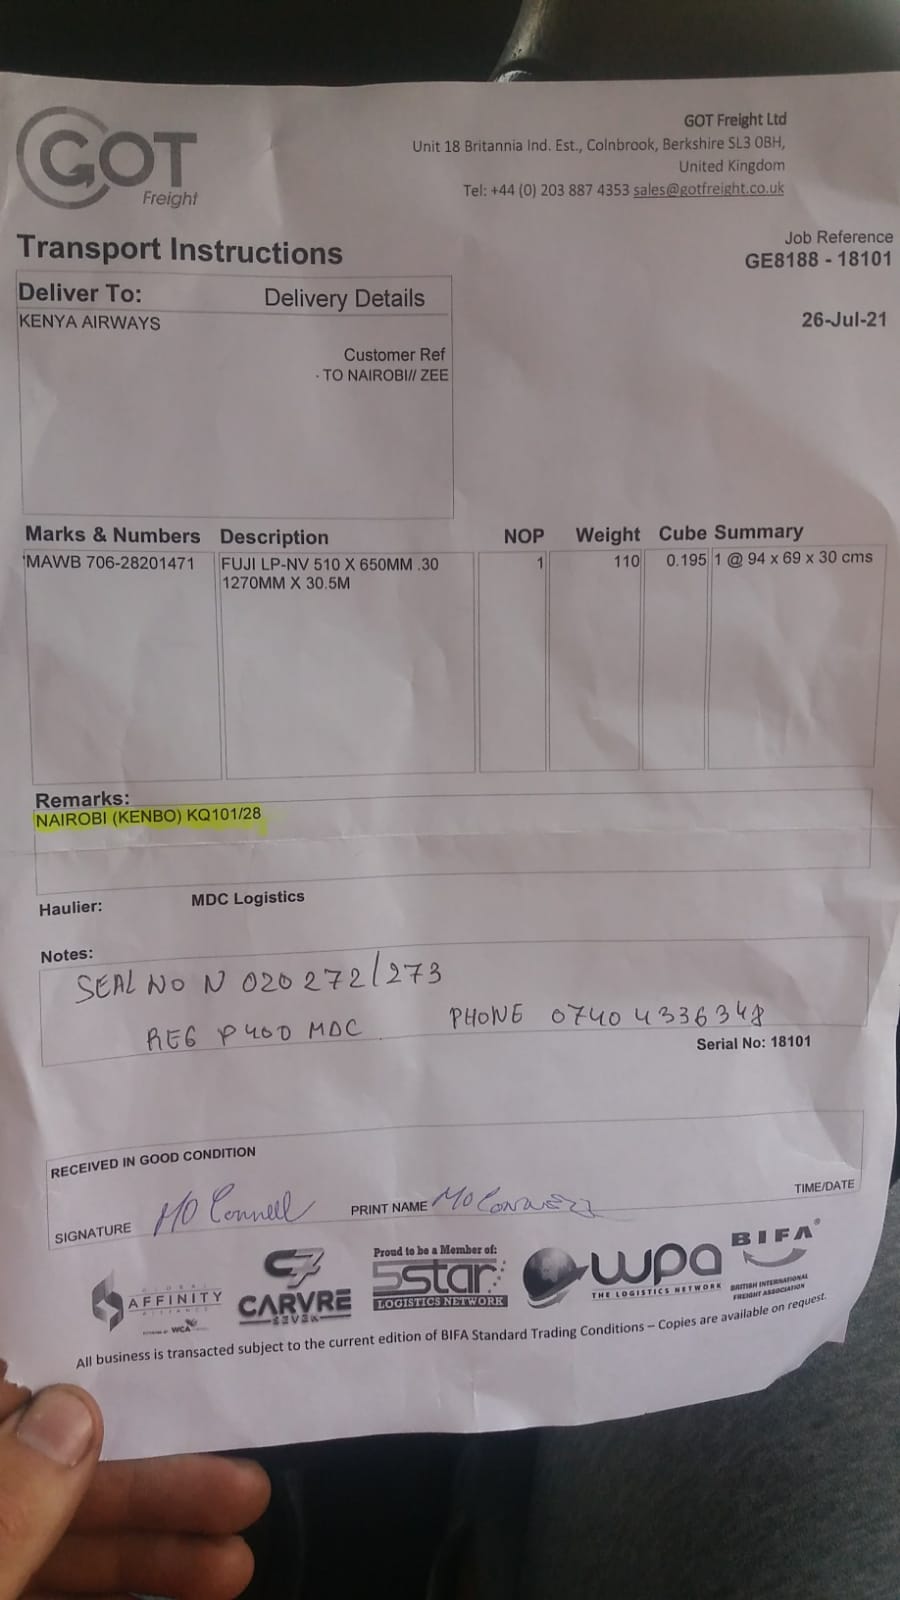 GOT
Freight
GOT Freight Ltd
Unit 18 Britannia Ind. Est., Colnbrook, Berkshire SL3 0BH,
United Kingdom
Tel: +44 (0) 203 887 4353 sales@gotfreight.co.uk
Transport Instructions
Job Reference
GE8188 - 18101
26-Jul-21
Deliver To: Delivery Details
KENYA AIRWAYS
Customer Ref
- TO NAIROBI// ZEE
Marks & Numbers Description NOP Weight Cube Summary
MAWB 706-28201471 FUJI LP-NV 510 X 650MM .30 1 110 0.195 1 @ 94 x 69 x 30 cms
1270MM X 30.5M
Remarks:
NAIROBI (KENBO) KQ101/28
Haulier: MDC Logistics
Notes:
SEAL NO N 020272/273
REG P400 MDC PHONE 07404336348
Serial No: 18101
RECEIVED IN GOOD CONDITION
SIGNATURE PRINT NAME TIME/DATE
GLOBAL
AFFINITY
ALLIANCE
WCA
CARVRE
SEVEN
Proud to be a Member of:
5star
LOGISTICS NETWORK
wpa
THE LOGISTICS NETWORK
BIFA
BRITISH INTERNATIONAL
FREIGHT ASSOCIATION
All business is transacted subject to the current edition of BIFA Standard Trading Conditions – Copies are available on request.